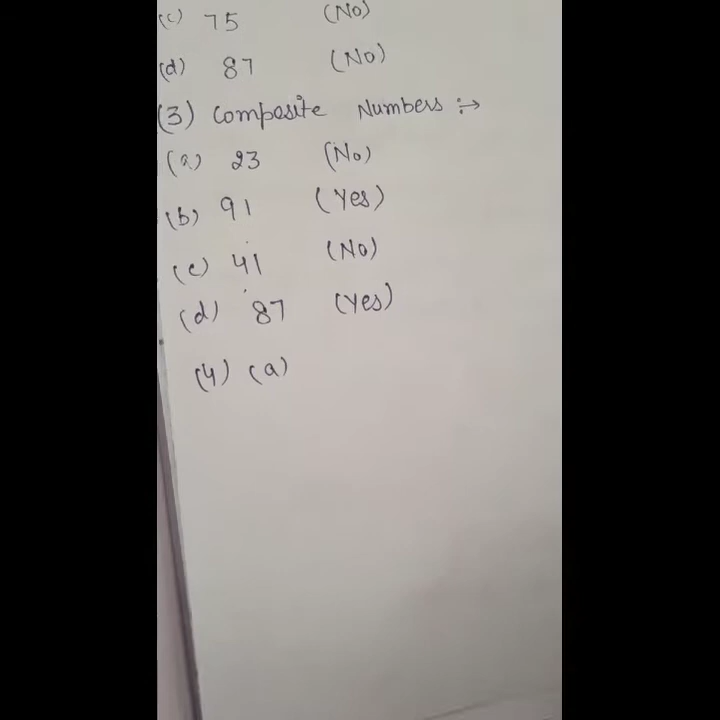 (c) 75 (No)
(d) 87 (No)
(3) Composite Numbers :→
(a) 23 (No)
(b) 91 (Yes)
(c) 41 (No)
(d) 87 (Yes)
(4) (a)